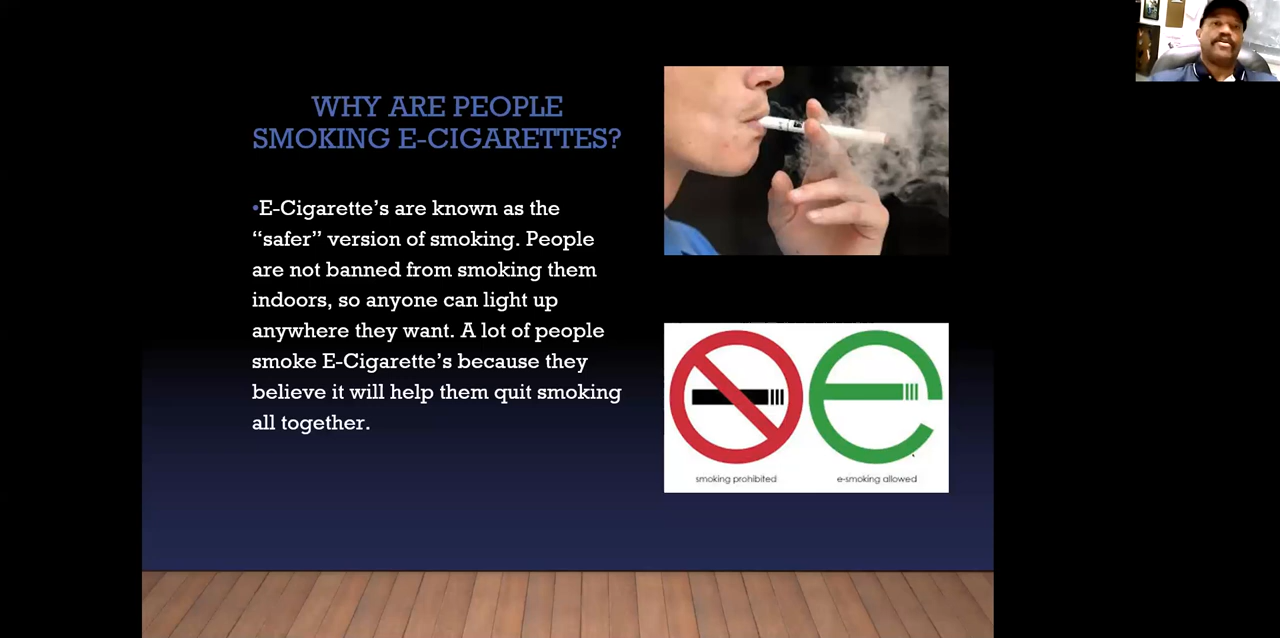 WHY ARE PEOPLE
SMOKING E-CIGARETTES?
•E-Cigarette’s are known as the
“safer” version of smoking. People
are not banned from smoking them
indoors, so anyone can light up
anywhere they want. A lot of people
smoke E-Cigarette’s because they
believe it will help them quit smoking
all together.
smoking prohibited
e-smoking allowed